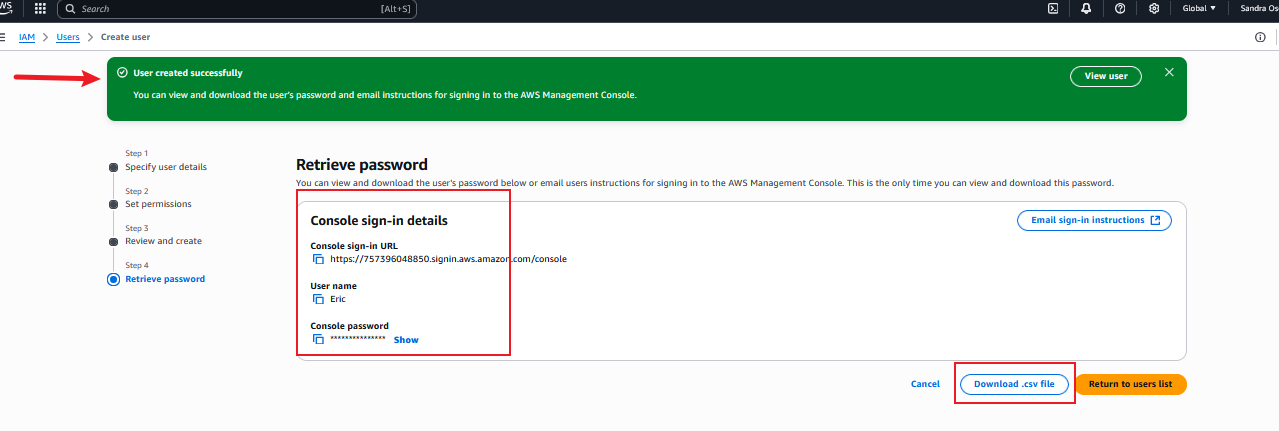 Search [Alt+S] Global Sandra
IAM > Users > Create user
User created successfully
View user
You can view and download the user's password and email instructions for signing in to the AWS Management Console.
Step 1
Specify user details
Step 2
Set permissions
Step 3
Review and create
Step 4
Retrieve password
Retrieve password
You can view and download the user's password below or email users instructions for signing in to the AWS Management Console. This is the only time you can view and download this password.
Console sign-in details
Email sign-in instructions
Console sign-in URL
https://757396048850.signin.aws.amazon.com/console
User name
Eric
Console password
*************** Show
Cancel Download .csv file Return to users list